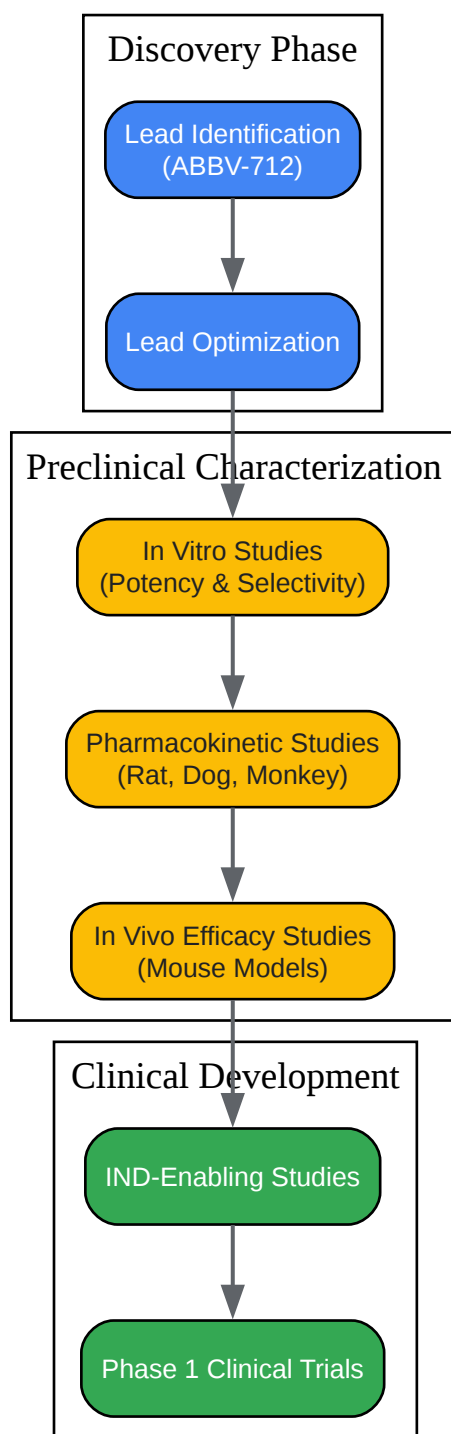 Discovery Phase
Lead Identification
(ABBV-712)
Lead Optimization
Preclinical Characterization
In Vitro Studies
(Potency & Selectivity)
Pharmacokinetic Studies
(Rat, Dog, Monkey)
In Vivo Efficacy Studies
(Mouse Models)
Clinical Development
IND-Enabling Studies
Phase 1 Clinical Trials